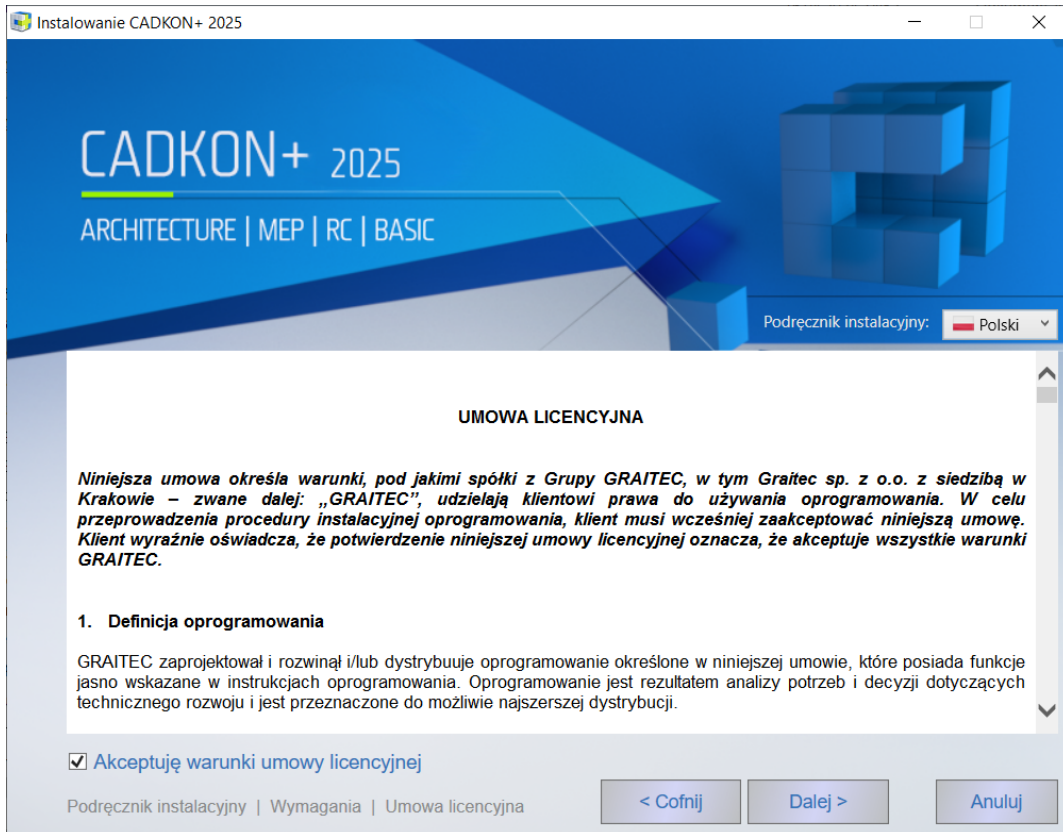 Instalowanie CADKON+ 2025
CADKON+ 2025
ARCHITECTURE | MEP | RC | BASIC
Podręcznik instalacyjny: Polski
UMOWA LICENCYJNA
Niniejsza umowa określa warunki, pod jakimi spółki z Grupy GRAITEC, w tym Graitec sp. z o.o. z siedzibą w
Krakowie – zwane dalej: „GRAITEC”, udzielają klientowi prawa do używania oprogramowania. W celu
przeprowadzenia procedury instalacyjnej oprogramowania, klient musi wcześniej zaakceptować niniejszą umowę.
Klient wyraźnie oświadcza, że potwierdzenie niniejszej umowy licencyjnej oznacza, że akceptuje wszystkie warunki
GRAITEC.
1. Definicja oprogramowania
GRAITEC zaprojektował i rozwinął i/lub dystrybuuje oprogramowanie określone w niniejszej umowie, które posiada funkcje
jasno wskazane w instrukcjach oprogramowania. Oprogramowanie jest rezultatem analizy potrzeb i decyzji dotyczących
technicznego rozwoju i jest przeznaczone do możliwie najszerszej dystrybucji.
Akceptuję warunki umowy licencyjnej
Podręcznik instalacyjny | Wymagania | Umowa licencyjna
< Cofnij
Dalej >
Anuluj